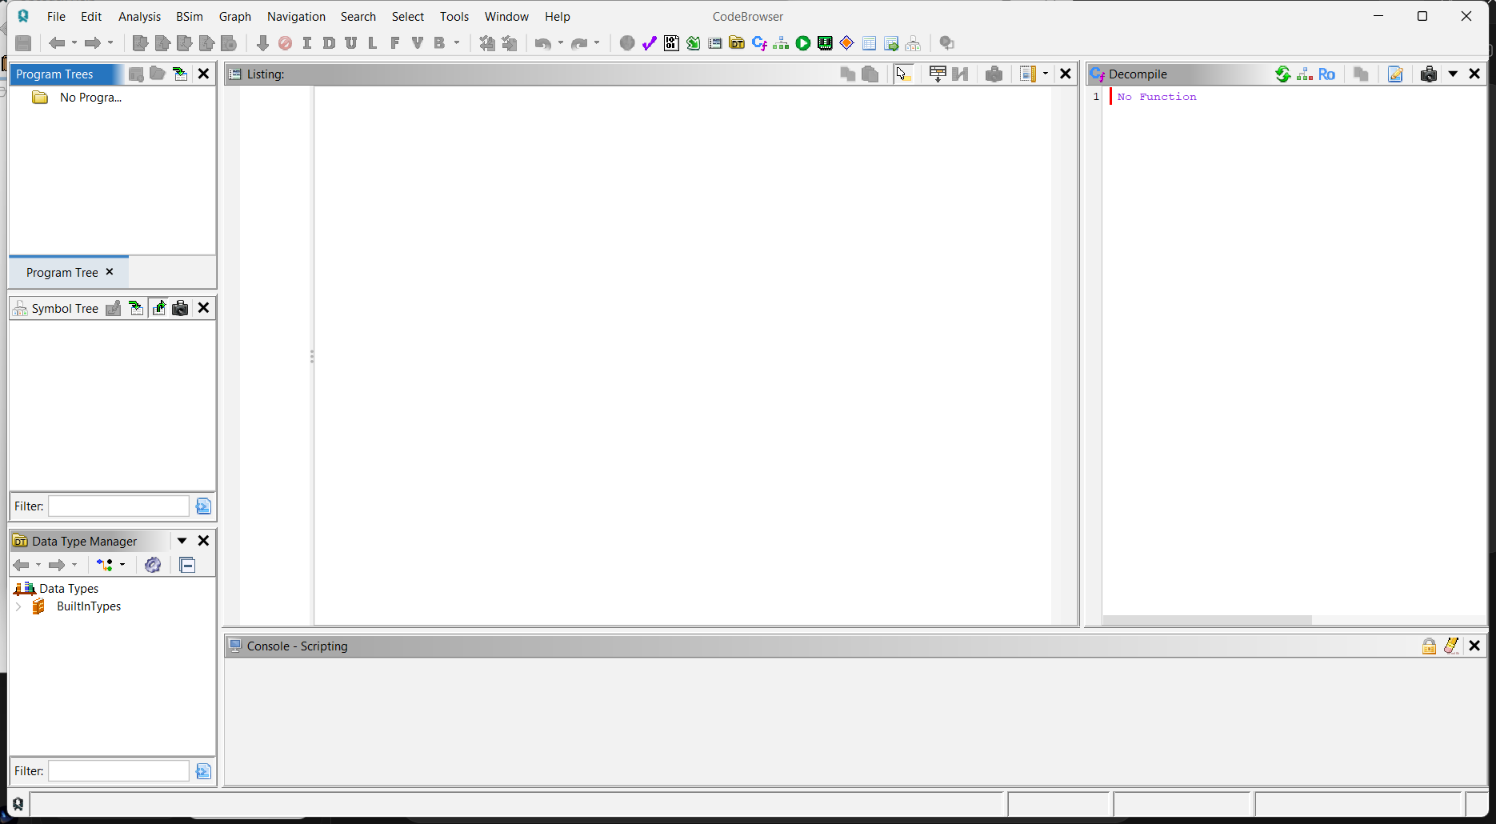 File Edit Analysis BSim Graph Navigation Search Select Tools Window Help
CodeBrowser
I D U L F V B
Program Trees
No Progra...
Program Tree
Symbol Tree
Filter:
Data Type Manager
Data Types
BuiltInTypes
Filter:
Listing:
Decompile
Ro
1 No Function
Console - Scripting